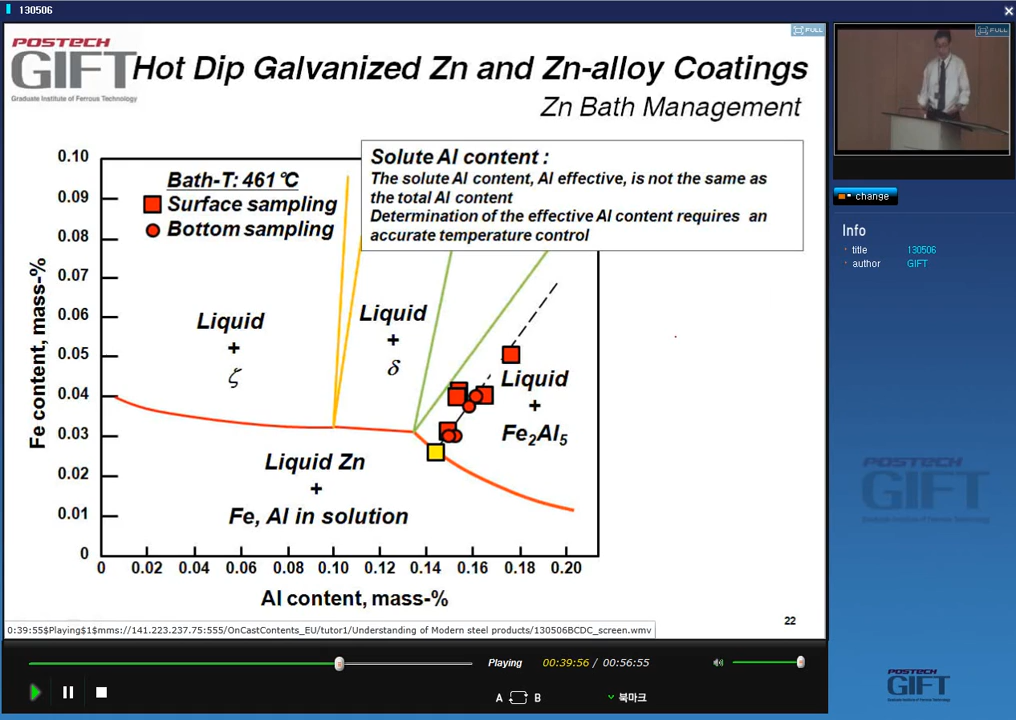 130506
POSTECH
GIFT
Graduate Institute of Ferrous Technology
FULL
Hot Dip Galvanized Zn and Zn-alloy Coatings
Zn Bath Management
Solute Al content :
The solute Al content, Al effective, is not the same as
the total Al content
Determination of the effective Al content requires an
accurate temperature control
Bath-T: 461°C
Surface sampling
Bottom sampling
Fe content, mass-%
0.10
0.09
0.08
0.07
0.06
0.05
0.04
0.03
0.02
0.01
0
Liquid
+
ζ
Liquid
+
δ
Liquid
+
Fe2Al5
Liquid Zn
+
Fe, Al in solution
0 0.02 0.04 0.06 0.08 0.10 0.12 0.14 0.16 0.18 0.20
Al content, mass-%
22
0:39:55$Playing$1$mms://141.223.237.75:555/OnCastContents_EU/tutor1/Understanding of Modern steel products/130506BCDC_screen.wmv
Playing
00:39:56 / 00:56:55
A B
북마크
FULL
change
Info
title 130506
author GIFT
POSTECH
GIFT
Graduate Institute of Ferrous Technology
POSTECH
GIFT
Graduate Institute of Ferrous Technology